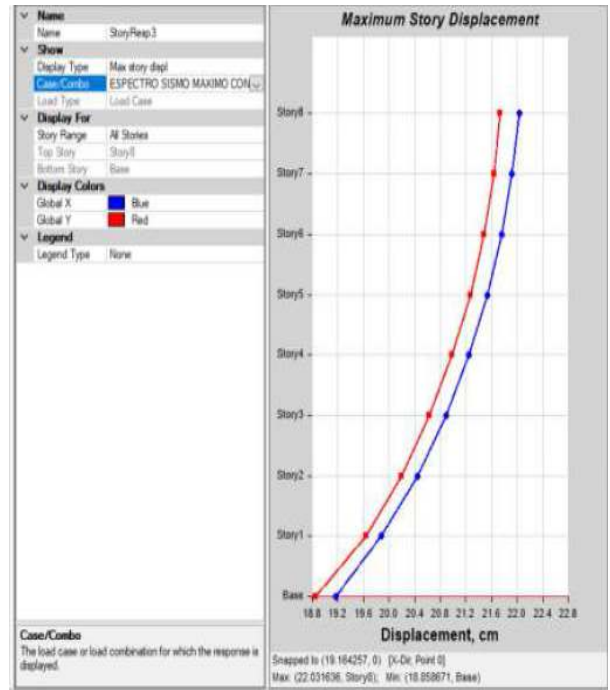 Name
Name StoryResp3
Show
Display Type Max story displ
Case/Combo ESPECTRO SISMO MAXIMO CON
Load Type Load Case
Display For
Story Range All Stories
Top Story Story8
Bottom Story Base
Display Colors
Global X Blue
Global Y Red
Legend
Legend Type None
Case/Combo
The load case or load combination for which the response is
displayed.
Maximum Story Displacement
Story8
Story7
Story6
Story5
Story4
Story3
Story2
Story1
Base
18.8 19.2 19.6 20.0 20.4 20.8 21.2 21.6 22.0 22.4 22.8
Displacement, cm
Snapped to (19.164257, 0) [X-Dir, Point 0]
Max: (22.031636, Story8); Min: (18.858671, Base)